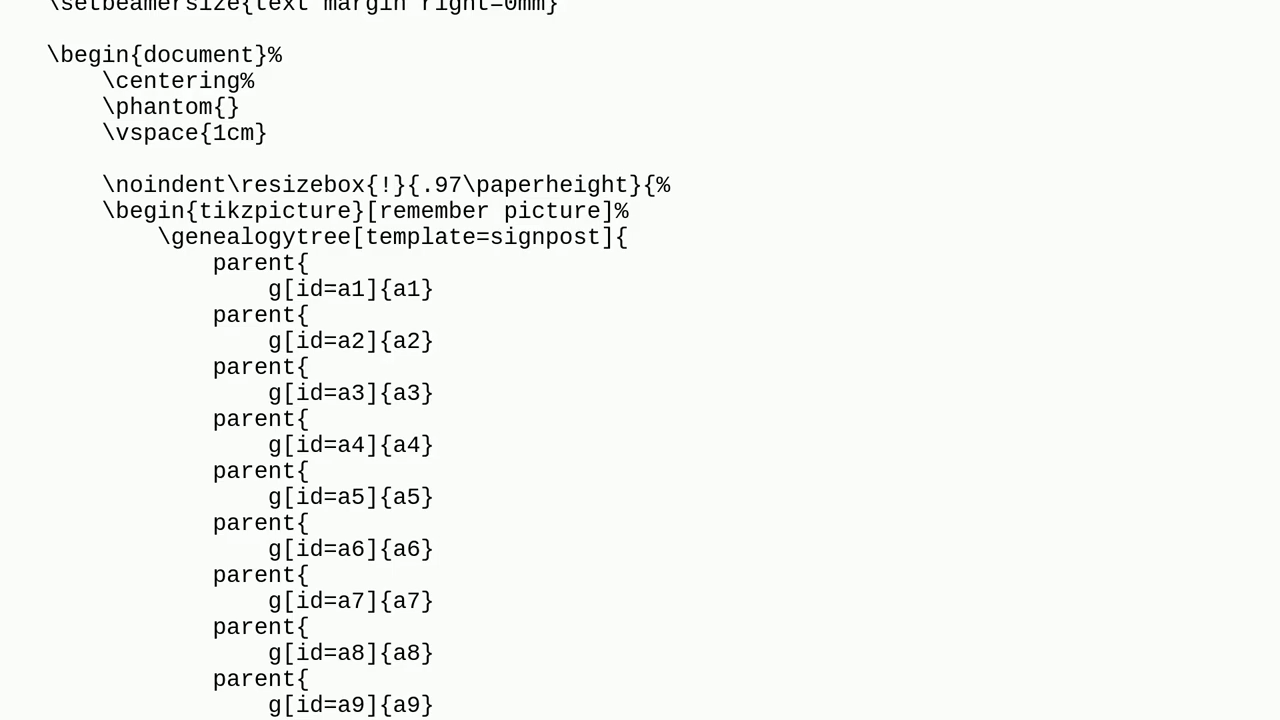 \setbeamersize{text margin right=0mm}
\begin{document}%
\centering%
\phantom{}
\vspace{1cm}
\noindent\resizebox{!}{.97\paperheight}{%
\begin{tikzpicture}[remember picture]%
\genealogytree[template=signpost]{
parent{
g[id=a1]{a1}
parent{
g[id=a2]{a2}
parent{
g[id=a3]{a3}
parent{
g[id=a4]{a4}
parent{
g[id=a5]{a5}
parent{
g[id=a6]{a6}
parent{
g[id=a7]{a7}
parent{
g[id=a8]{a8}
parent{
g[id=a9]{a9}